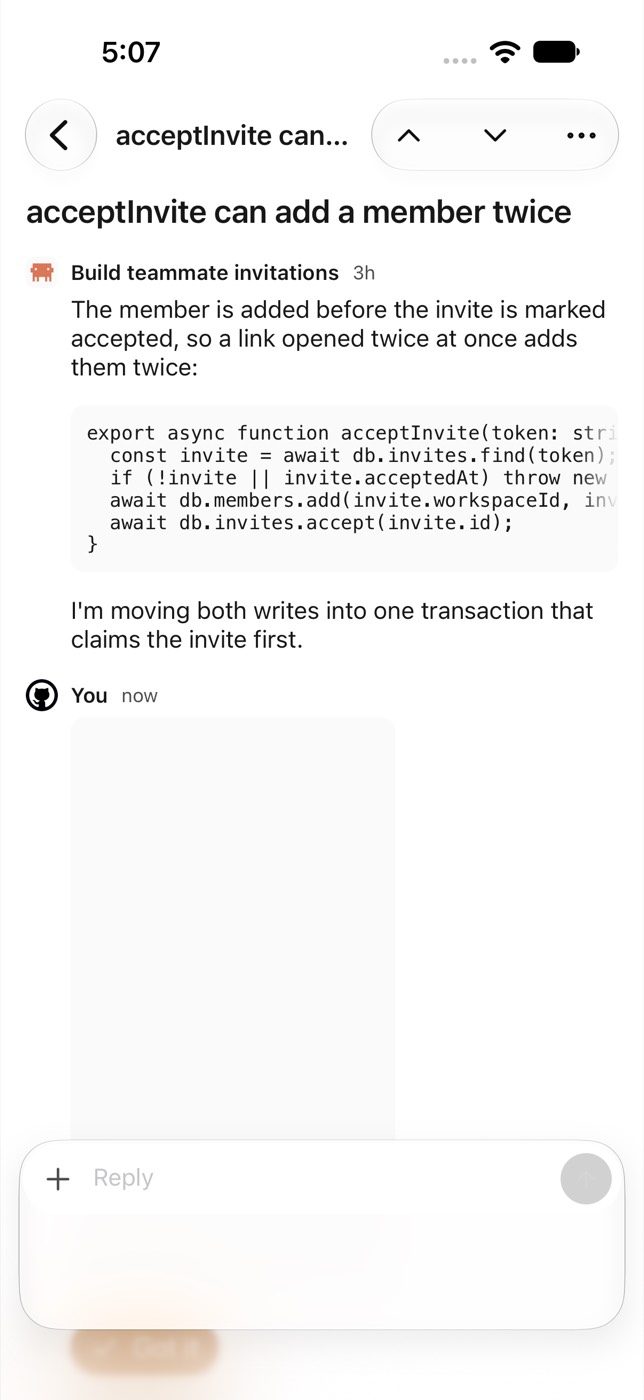 5:07
acceptInvite can...
acceptInvite can add a member twice
Build teammate invitations 3h
The member is added before the invite is marked
accepted, so a link opened twice at once adds
them twice:
export async function acceptInvite(token: stri
const invite = await db.invites.find(token);
if (!invite || invite.acceptedAt) throw new
await db.members.add(invite.workspaceId, inv
await db.invites.accept(invite.id);
}
I'm moving both writes into one transaction that
claims the invite first.
You now
Reply